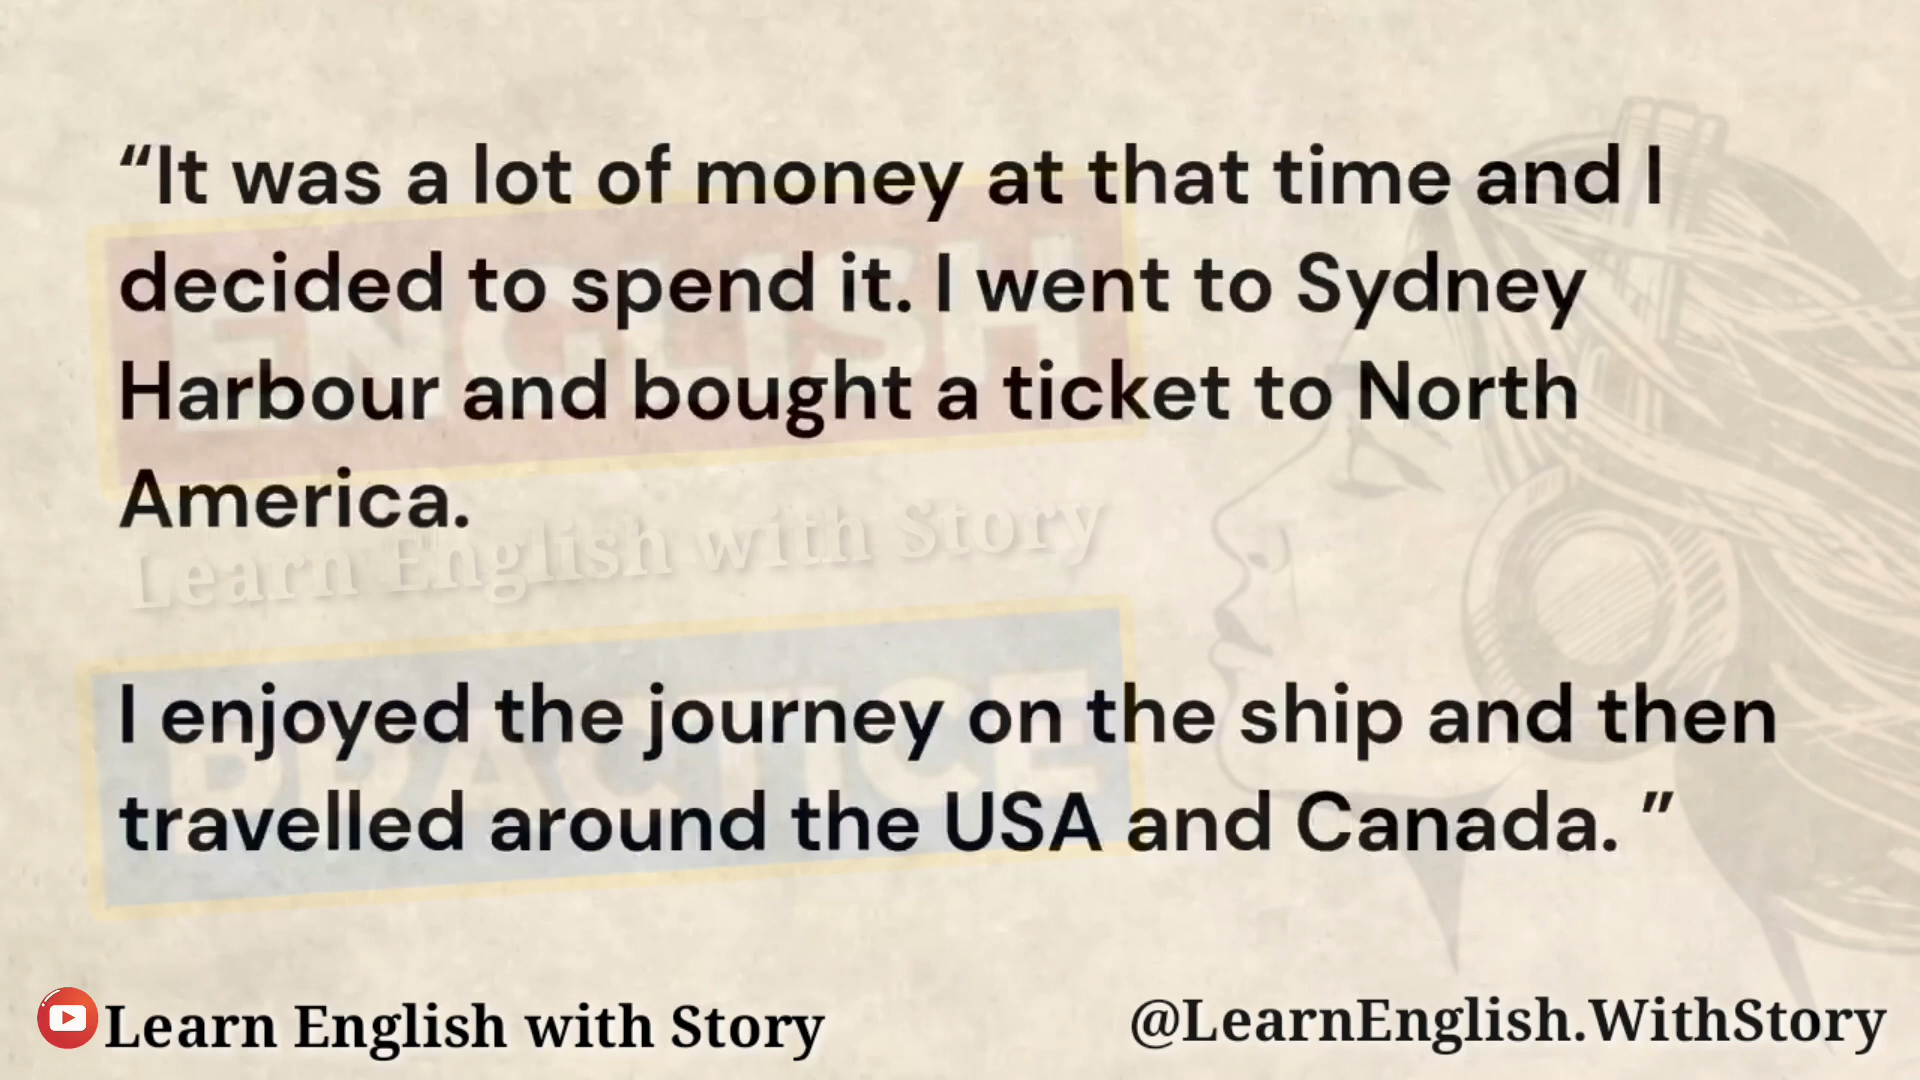 “It was a lot of money at that time and I
decided to spend it. I went to Sydney
Harbour and bought a ticket to North
America.
Learn English with Story
I enjoyed the journey on the ship and then
travelled around the USA and Canada. ”
ENGLISH
PRACTICE
Learn English with Story
@LearnEnglish.WithStory